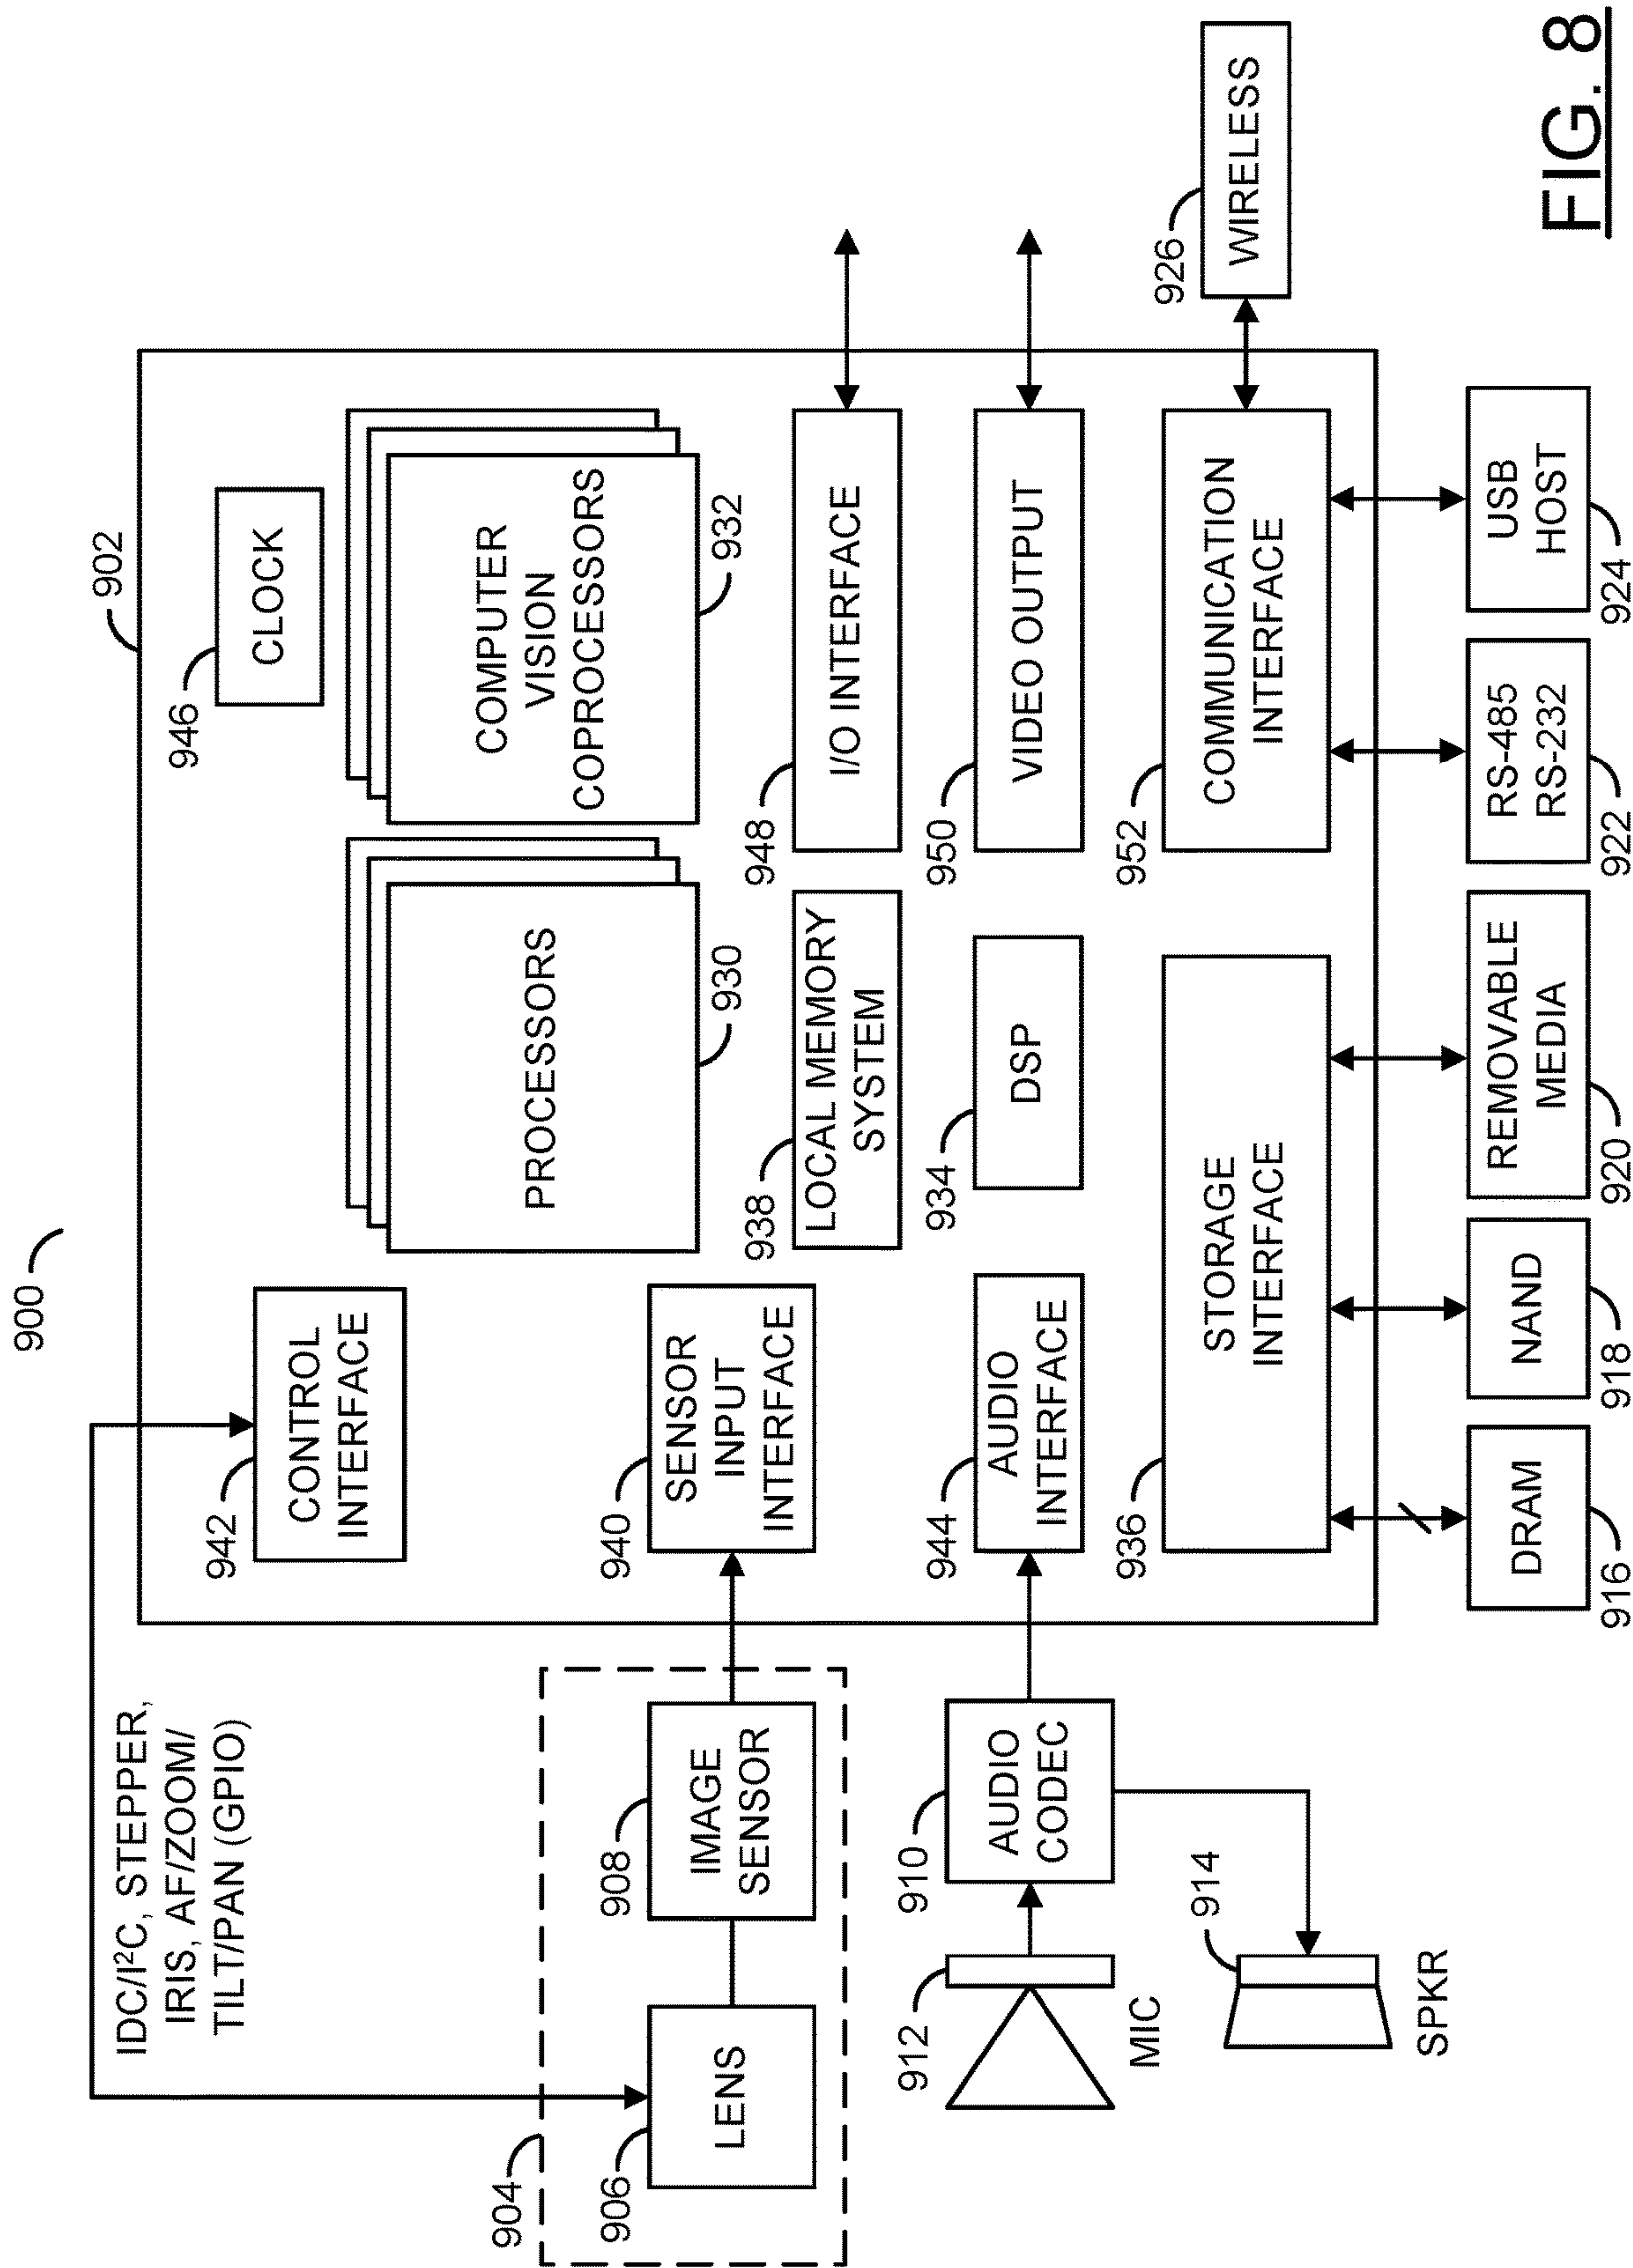 900
902
IDC/I²C, STEPPER,
IRIS, AF/ZOOM/
TILT/PAN (GPIO)
942
CONTROL
INTERFACE
946
CLOCK
PROCESSORS
930
COMPUTER
VISION
COPROCESSORS
932
904
906
LENS
908
IMAGE
SENSOR
940
SENSOR
INPUT
INTERFACE
938
LOCAL MEMORY
SYSTEM
948
I/O INTERFACE
912
MIC
910
AUDIO
CODEC
944
AUDIO
INTERFACE
934
DSP
950
VIDEO OUTPUT
914
SPKR
936
STORAGE
INTERFACE
952
COMMUNICATION
INTERFACE
926
WIRELESS
DRAM
916
NAND
918
REMOVABLE
MEDIA
920
RS-485
RS-232
922
USB
HOST
924
FIG. 8